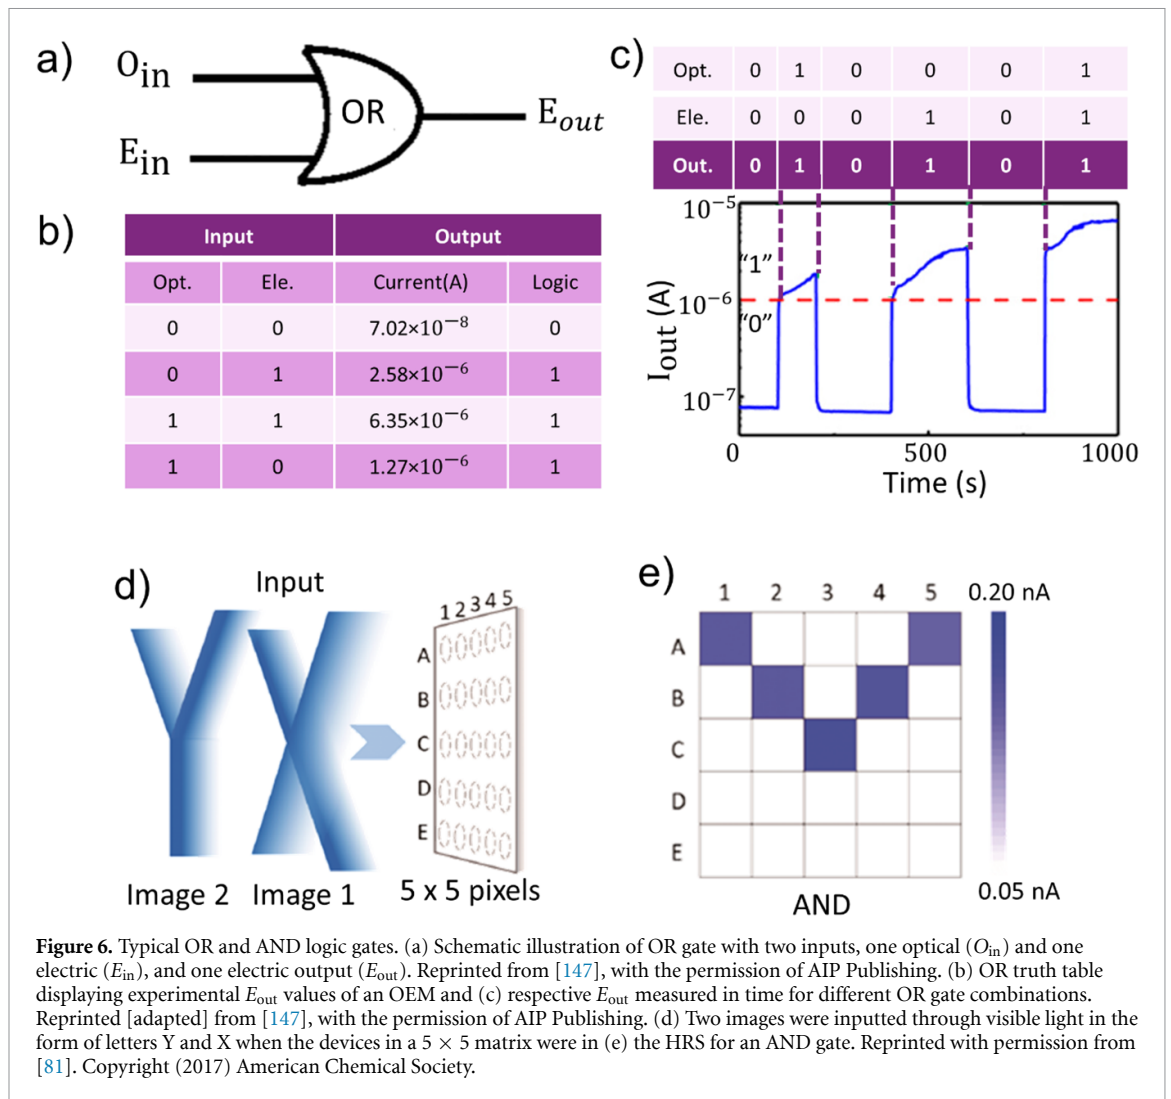 a)
O_in
E_in
OR
E_out
b)
Input Output
Opt. Ele. Current(A) Logic
0 0 7.02×10⁻⁸ 0
0 1 2.58×10⁻⁶ 1
1 1 6.35×10⁻⁶ 1
1 0 1.27×10⁻⁶ 1
c)
Opt. 0 1 0 0 0 1
Ele. 0 0 0 1 0 1
Out. 0 1 0 1 0 1
10⁻⁵
"1"
10⁻⁶
"0"
10⁻⁷
I_out (A)
0 500 1000
Time (s)
d)
Input
1 2 3 4 5
A
B
C
D
E
Image 2 Image 1 5 x 5 pixels
e)
1 2 3 4 5
A
B
C
D
E
0.20 nA
0.05 nA
AND
Figure 6. Typical OR and AND logic gates. (a) Schematic illustration of OR gate with two inputs, one optical (O_in) and one
electric (E_in), and one electric output (E_out). Reprinted from [147], with the permission of AIP Publishing. (b) OR truth table
displaying experimental E_out values of an OEM and (c) respective E_out measured in time for different OR gate combinations.
Reprinted [adapted] from [147], with the permission of AIP Publishing. (d) Two images were inputted through visible light in the
form of letters Y and X when the devices in a 5 × 5 matrix were in (e) the HRS for an AND gate. Reprinted with permission from
[81]. Copyright (2017) American Chemical Society.